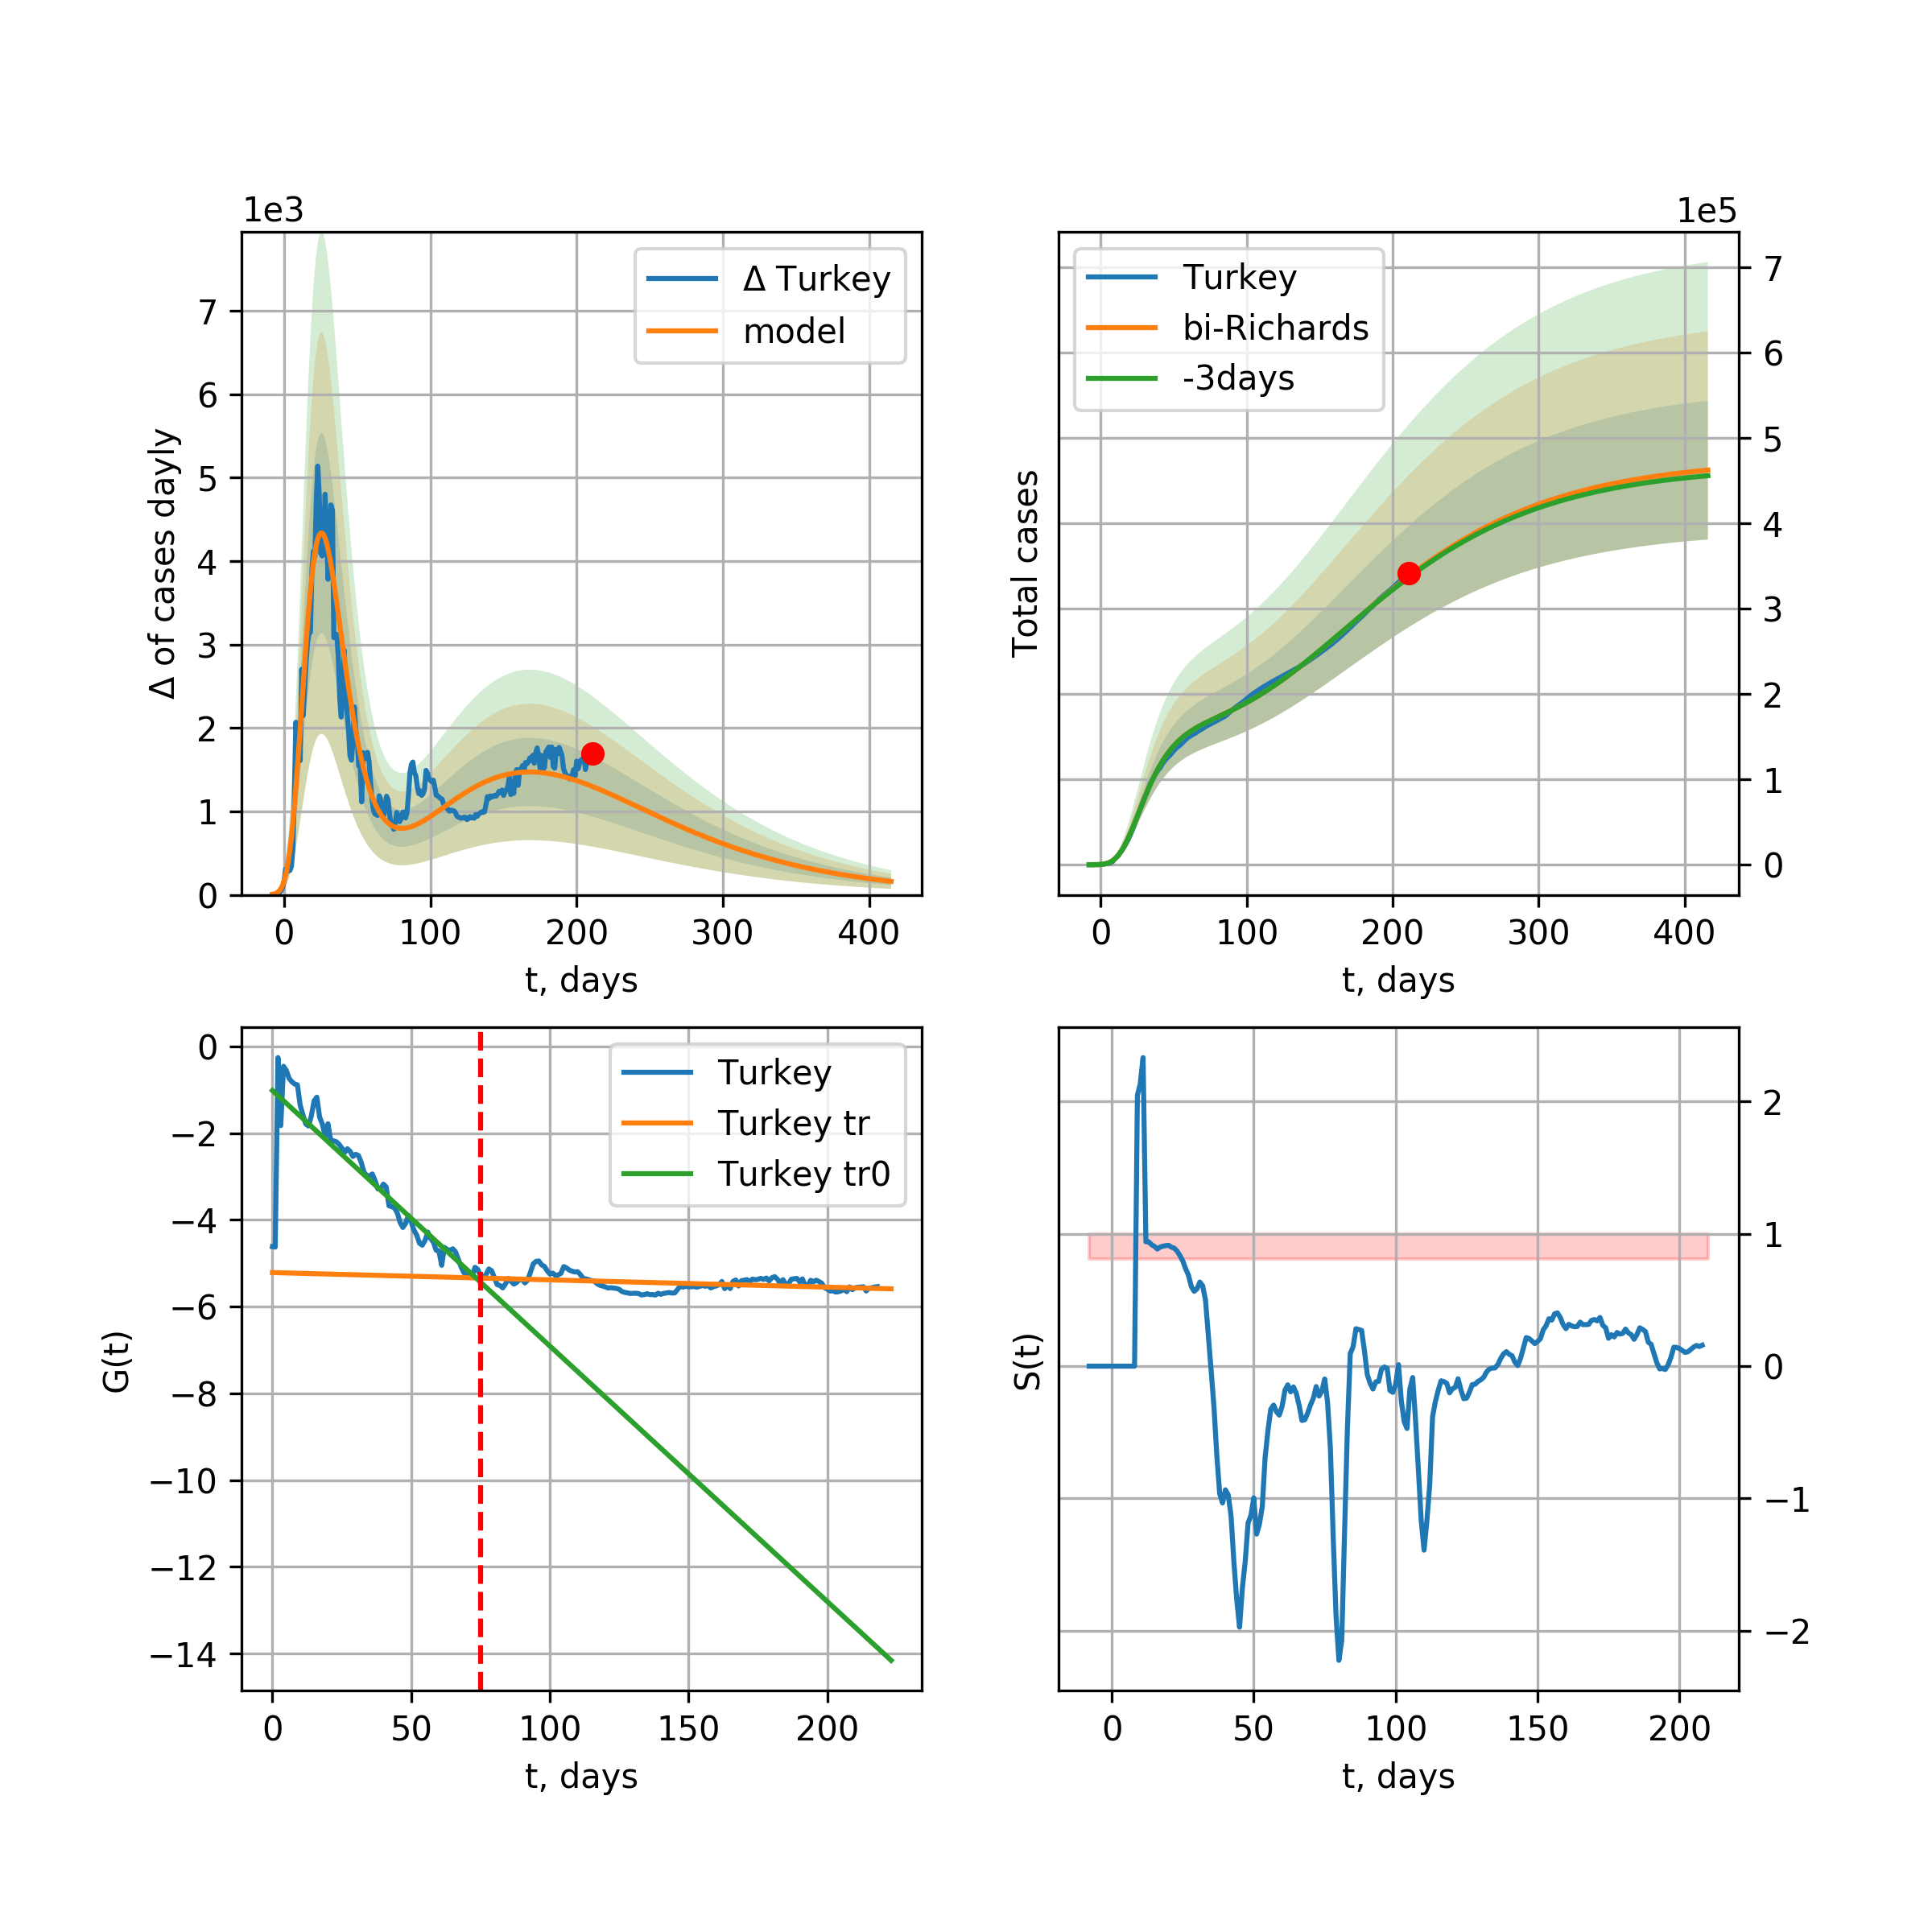 1e3
Δ of cases dayly
7
6
5
4
3
2
1
0
Δ Turkey
model
0 100 200 300 400
t, days
1e5
Total cases
Turkey
bi-Richards
-3days
7
6
5
4
3
2
1
0
0 100 200 300 400
t, days
G(t)
0
−2
−4
−6
−8
−10
−12
−14
Turkey
Turkey tr
Turkey tr0
0 50 100 150 200
t, days
S(t)
2
1
0
−1
−2
0 50 100 150 200
t, days